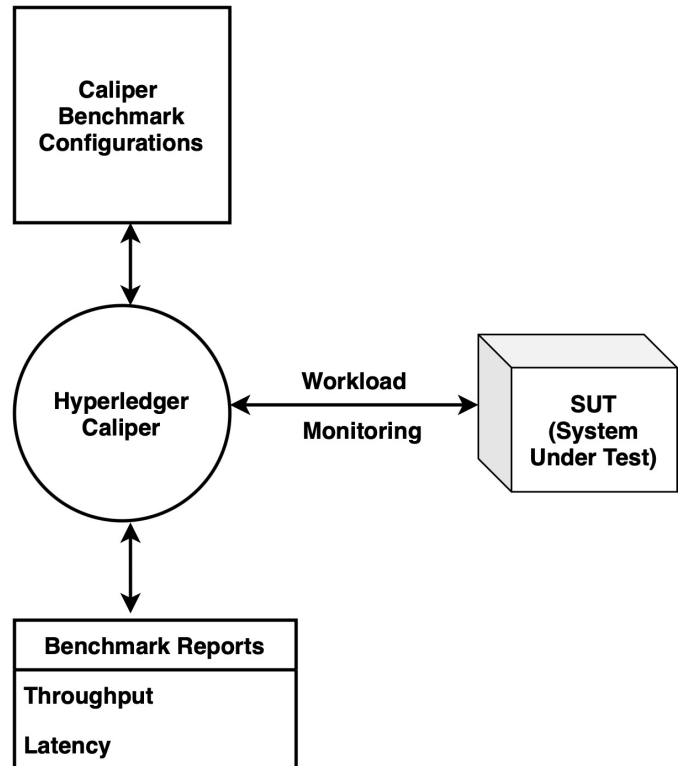 Caliper
Benchmark
Configurations
Hyperledger
Caliper
Workload
Monitoring
SUT
(System
Under Test)
Benchmark Reports
Throughput
Latency